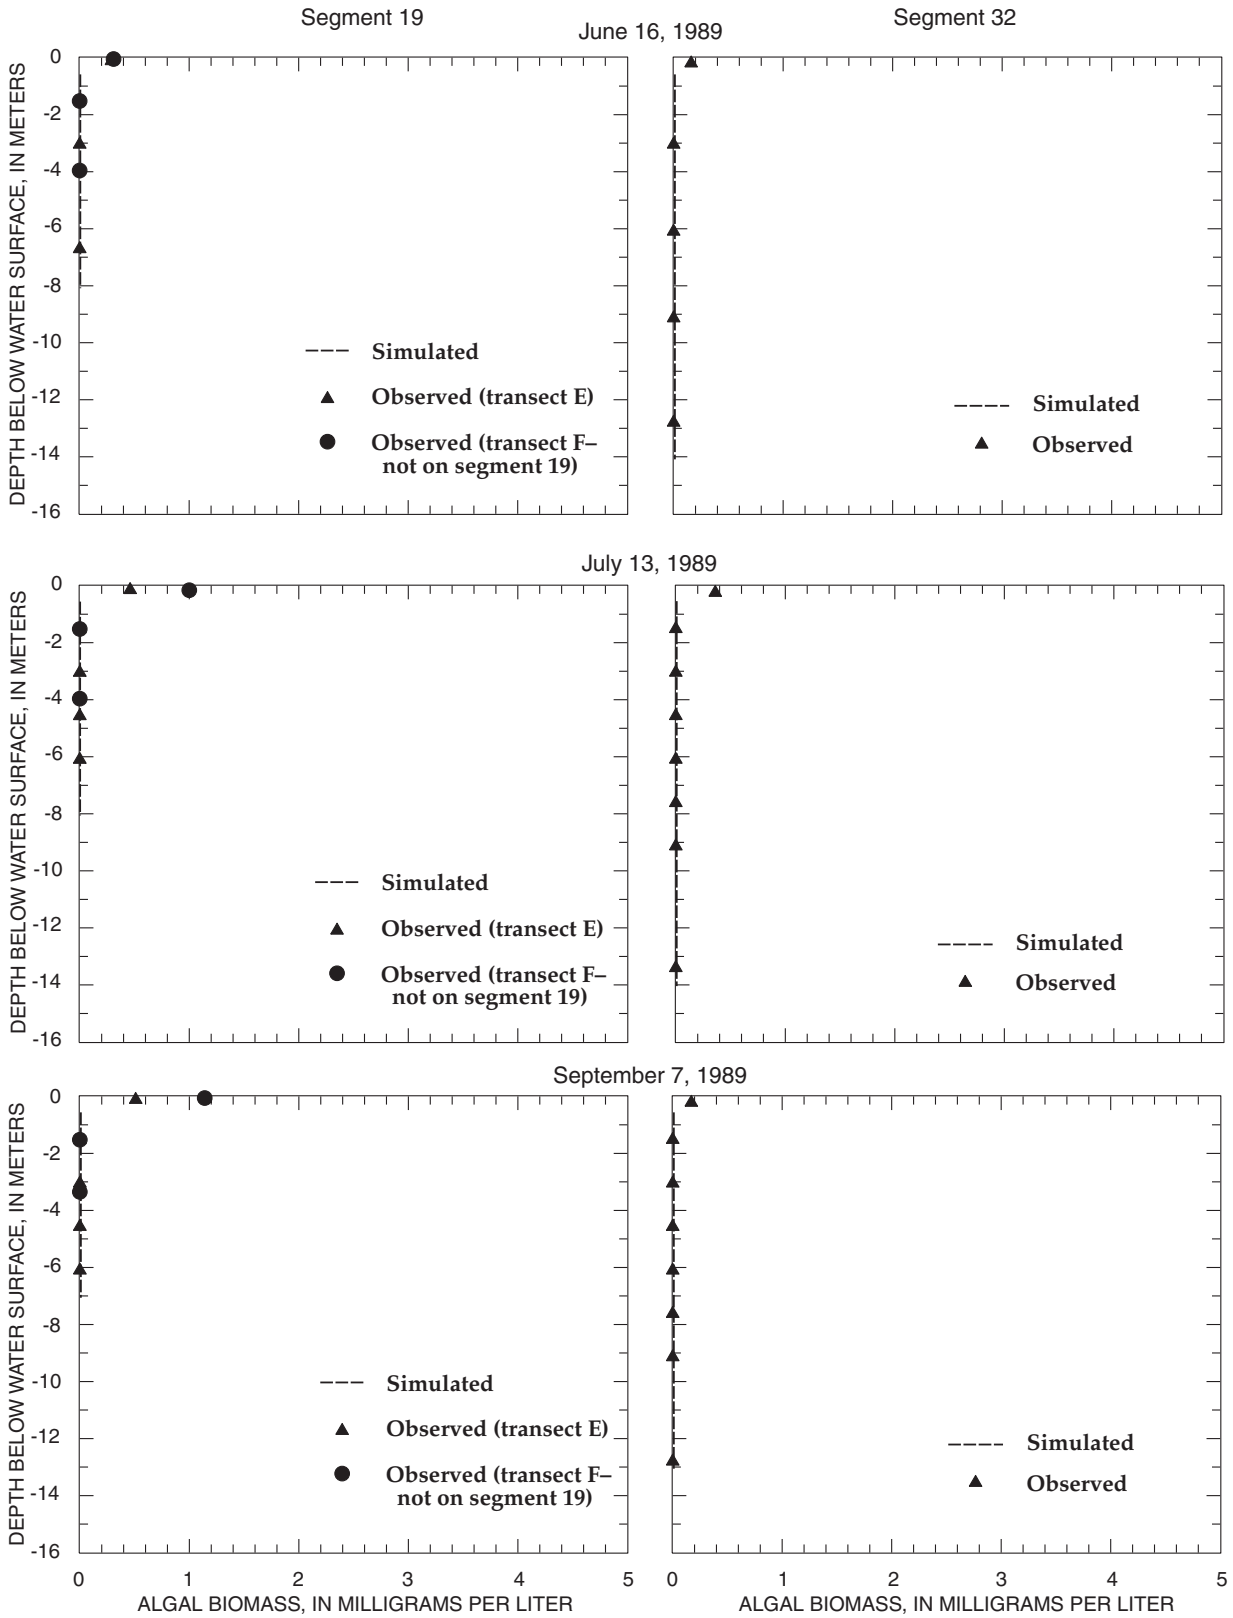 Segment 19
Segment 32
June 16, 1989
DEPTH BELOW WATER SURFACE, IN METERS
0
-2
-4
-6
-8
-10
-12
-14
-16
Simulated
Observed (transect E)
Observed (transect F–
not on segment 19)
Simulated
Observed
July 13, 1989
DEPTH BELOW WATER SURFACE, IN METERS
0
-2
-4
-6
-8
-10
-12
-14
-16
Simulated
Observed (transect E)
Observed (transect F–
not on segment 19)
Simulated
Observed
September 7, 1989
DEPTH BELOW WATER SURFACE, IN METERS
0
-2
-4
-6
-8
-10
-12
-14
-16
Simulated
Observed (transect E)
Observed (transect F–
not on segment 19)
Simulated
Observed
0 1 2 3 4 5
0 1 2 3 4 5
ALGAL BIOMASS, IN MILLIGRAMS PER LITER
ALGAL BIOMASS, IN MILLIGRAMS PER LITER